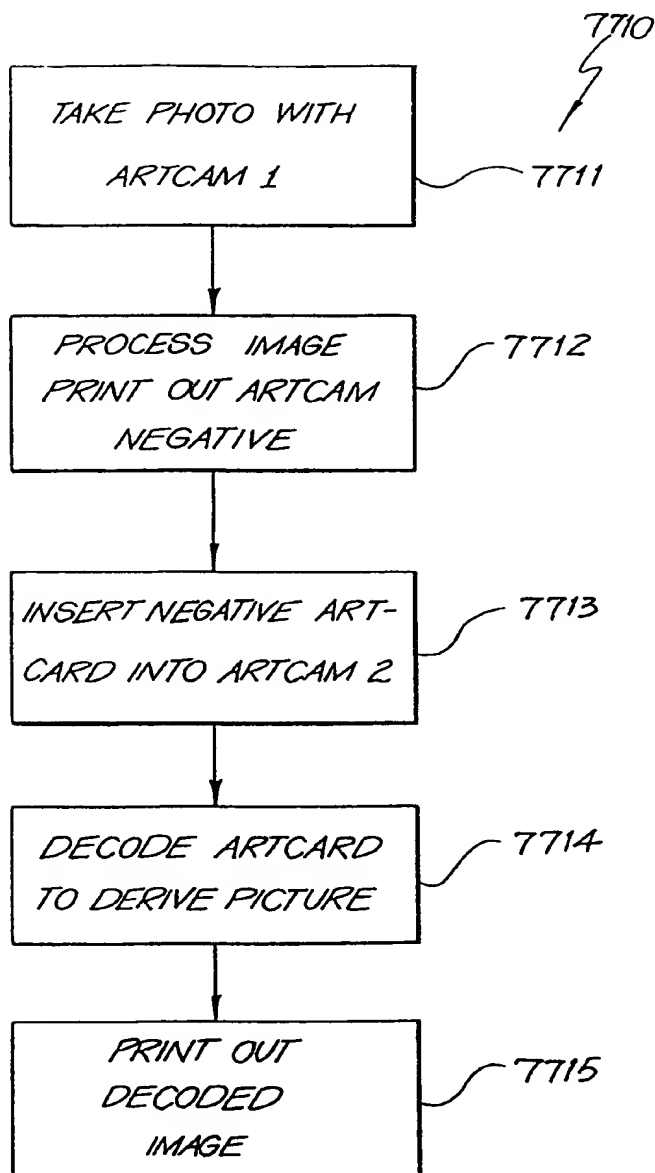 7710
TAKE PHOTO WITH
ARTCAM 1
7711
PROCESS IMAGE
PRINT OUT ARTCAM
NEGATIVE
7712
INSERT NEGATIVE ART-
CARD INTO ARTCAM 2
7713
DECODE ARTCARD
TO DERIVE PICTURE
7714
PRINT OUT
DECODED
IMAGE
7715